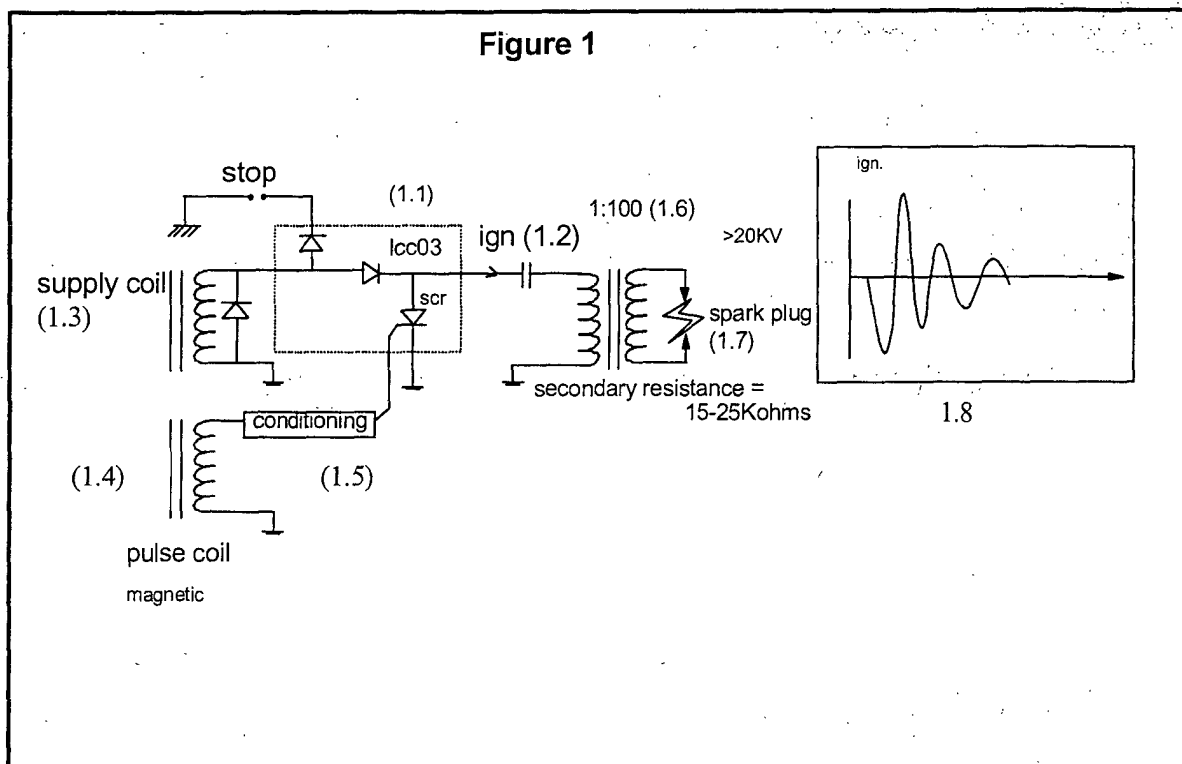 Figure 1
stop
(1.1)
lcc03
ign (1.2)
1:100 (1.6)
>20KV
ign.
supply coil
(1.3)
scr
spark plug
(1.7)
secondary resistance =
15-25Kohms
1.8
conditioning
(1.4)
(1.5)
pulse coil
magnetic